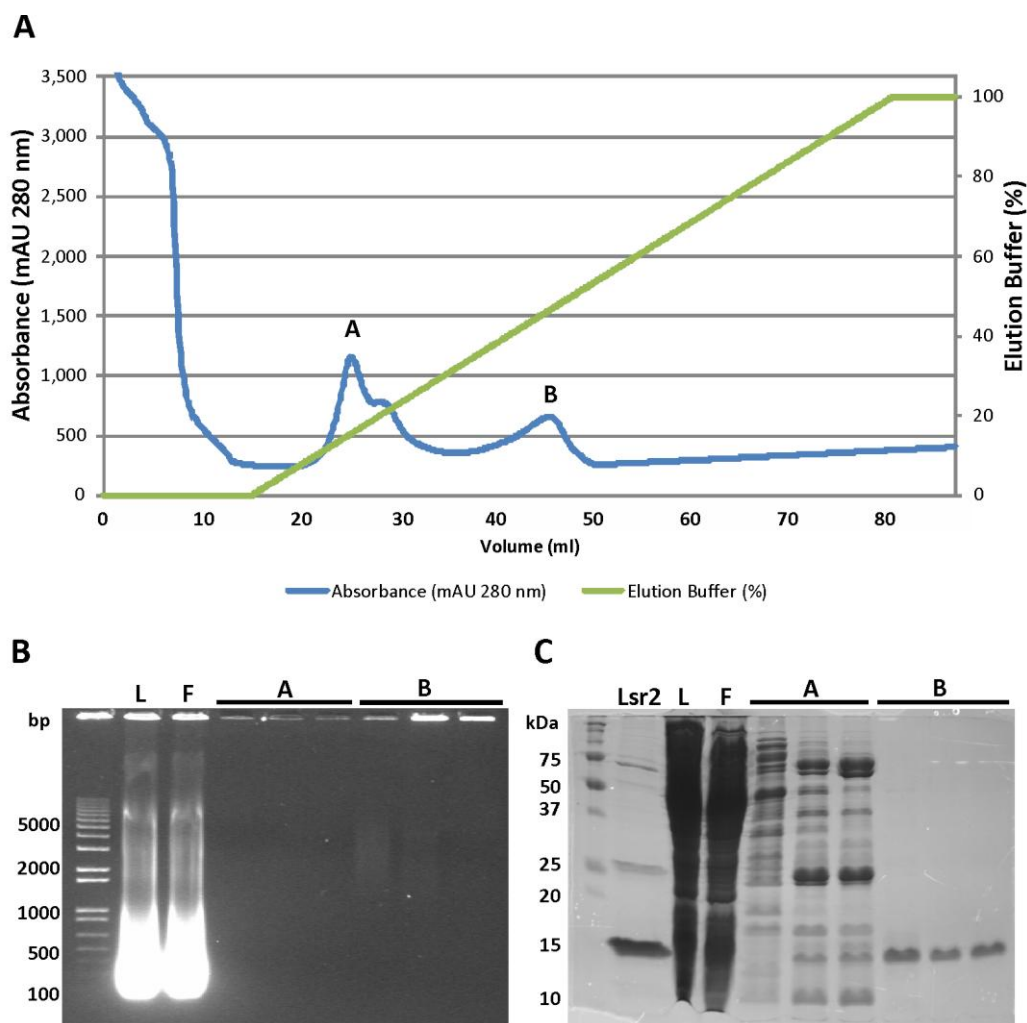 A
Absorbance (mAU 280 nm)
3,500
3,000
2,500
2,000
1,500
1,000
500
0
A
B
100
80
60
40
20
0
Elution Buffer (%)
0 10 20 30 40 50 60 70 80
Volume (ml)
Absorbance (mAU 280 nm) Elution Buffer (%)
B
L F A B
bp
5000
2000
1000
500
100
C
Lsr2 L F A B
kDa
75
50
37
25
20
15
10